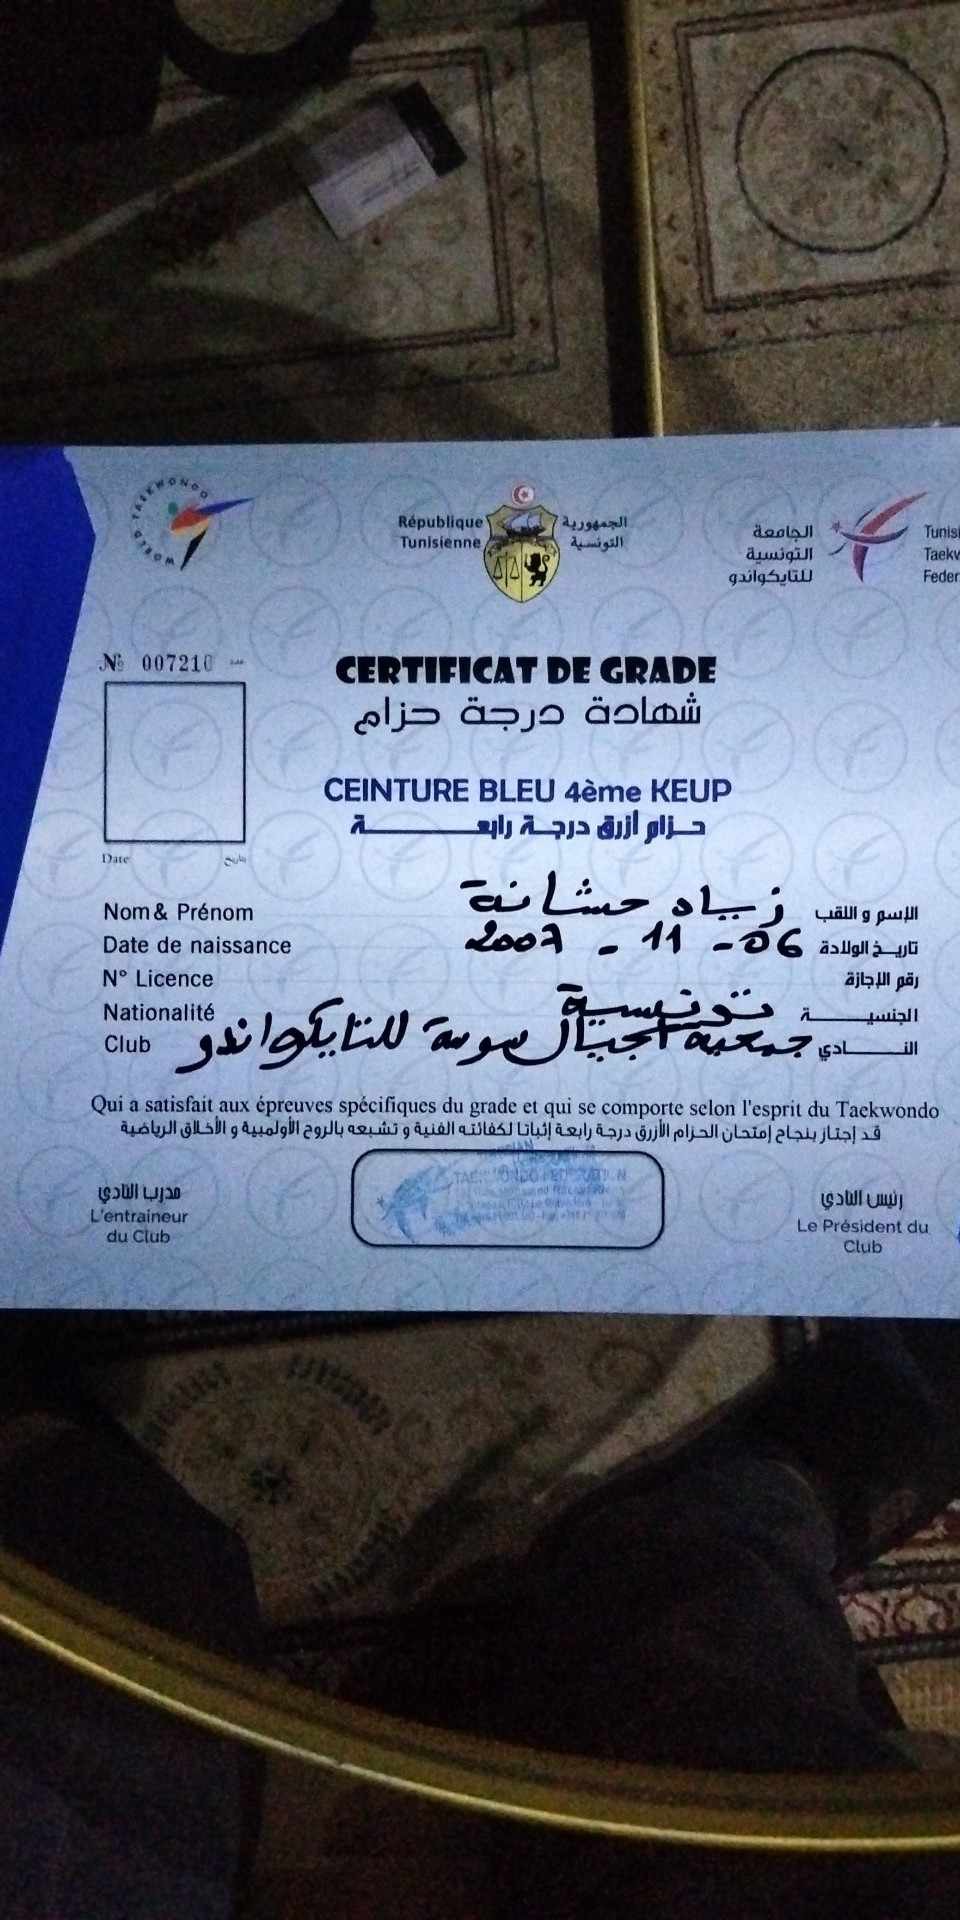 WORLD TAEKWONDO
République Tunisienne
الجمهورية التونسية
الجامعة التونسية للتايكواندو
№ 007210
CERTIFICAT DE GRADE
شهادة درجة حزام
CEINTURE BLEU 4ème KEUP
حزام أزرق درجة رابعة
Date تاريخ
Nom & Prénom زياد حشانة الإسم و اللقب
Date de naissance 2007 - 11 - 06 تاريخ الولادة
N° Licence رقم الإجازة
Nationalité تونسية الجنسية
Club جمعية اجيال سوسة للتايكواندو النادي
Qui a satisfait aux épreuves spécifiques du grade et qui se comporte selon l'esprit du Taekwondo
قد إجتاز بنجاح إمتحان الحزام الأزرق درجة رابعة إثباتا لكفائته الفنية و تشبعه بالروح الأولمبية و الأخلاق الرياضية
مدرب النادي
L'entraineur
du Club
رئيس النادي
Le Président du
Club